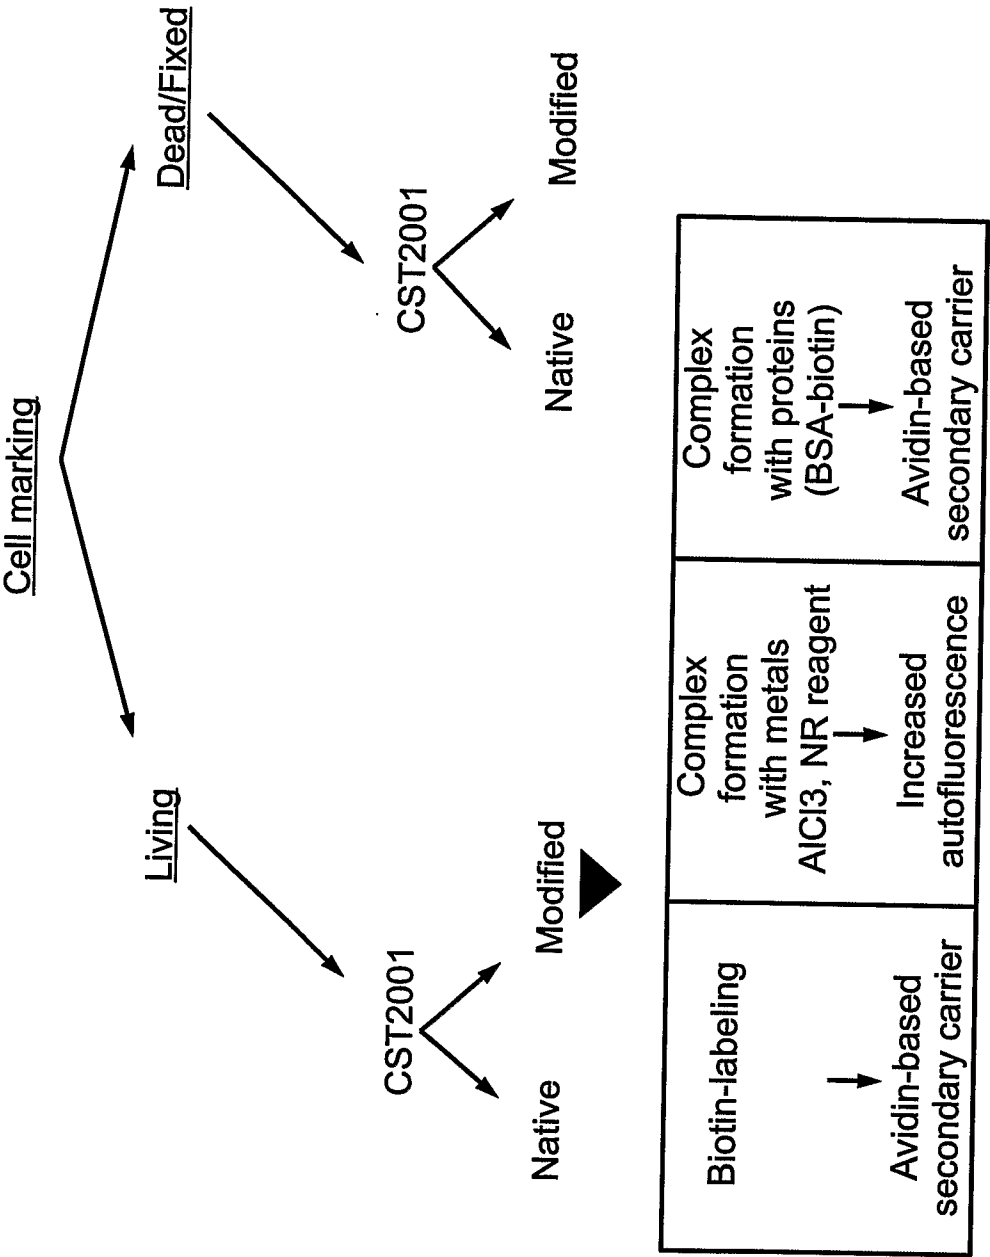 Cell marking
Living
Dead/Fixed
CST2001
CST2001
Native
Modified
Native
Modified
Biotin-labeling
Avidin-based
secondary carrier
Complex
formation
with metals
AlCl3, NR reagent
Increased
autofluorescence
Complex
formation
with proteins
(BSA-biotin)
Avidin-based
secondary carrier